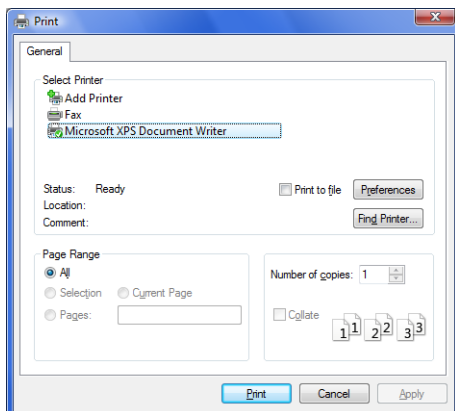 Print
General
Select Printer
Add Printer
Fax
Microsoft XPS Document Writer
Status: Ready
Print to file
Preferences
Location:
Comment:
Find Printer...
Page Range
All
Selection
Current Page
Pages:
Number of copies: 1
Collate
1 1 2 2 3 3
Print
Cancel
Apply